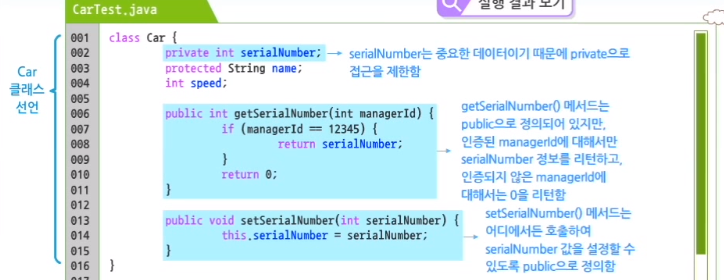 실행 결과 보기
CarTest.java
Car
클래스
선언
001 class Car {
002 private int serialNumber;
003 protected String name;
004 int speed;
005
006 public int getSerialNumber(int managerId) {
007 if (managerId == 12345) {
008 return serialNumber;
009 }
010 return 0;
011 }
012
013 public void setSerialNumber(int serialNumber) {
014 this.serialNumber = serialNumber;
015 }
016 }
serialNumber는 중요한 데이터이기 때문에 private으로
접근을 제한함
getSerialNumber() 메서드는
public으로 정의되어 있지만,
인증된 managerId에 대해서만
serialNumber 정보를 리턴하고,
인증되지 않은 managerId에
대해서는 0을 리턴함
setSerialNumber() 메서드는
어디에서든 호출하여
serialNumber 값을 설정할 수
있도록 public으로 정의함